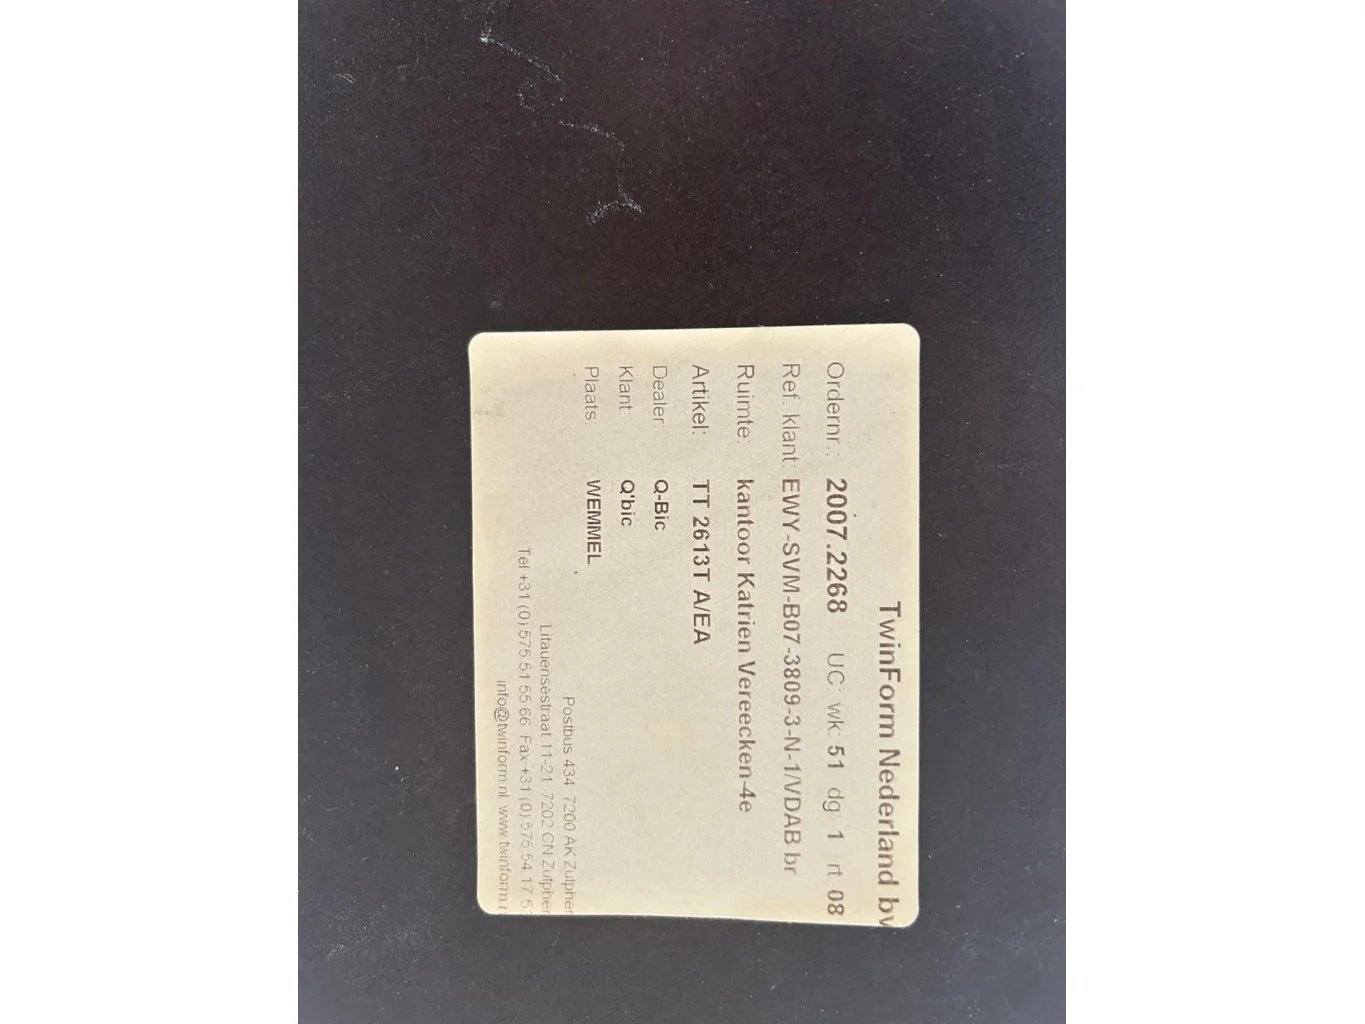 TwinForm Nederland bv
Ordernr.: 2007.2268 UC: wk: 51 dg 1 rt 08
Ref. klant: EWY-SVM-B07-3809-3-N-1/VDAB br
Ruimte: kantoor Katrien Vereecken-4e
Artikel: TT 2613T A/EA
Dealer: Q-Bic
Klant: Q'bic
Plaats: WEMMEL
Postbus 434 7200 AK Zutphen
Litauensestraat 11-21 7202 CN Zutphen
Tel +31 (0) 575 51 55 66 Fax +31 (0) 575 54 17 5
info@twinform.nl www.twinform.n